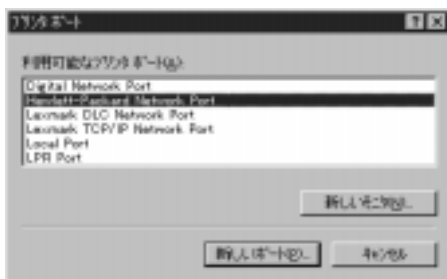 プリンタ ポート
利用可能なプリンタ ポート(A):
Digital Network Port
Hewlett-Packard Network Port
Lexmark DLC Network Port
Lexmark TCP/IP Network Port
Local Port
LPR Port
新しいモニタ(N)...
新しいポート(P)...
キャンセル